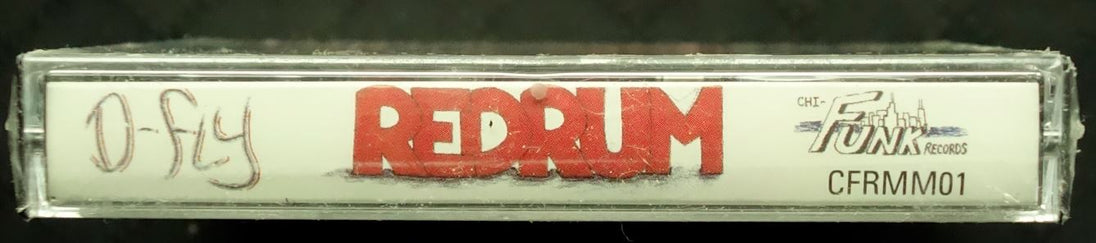 D-Fly
REDRUM
CHI-
FUNK
RECORDS
CFRMM01